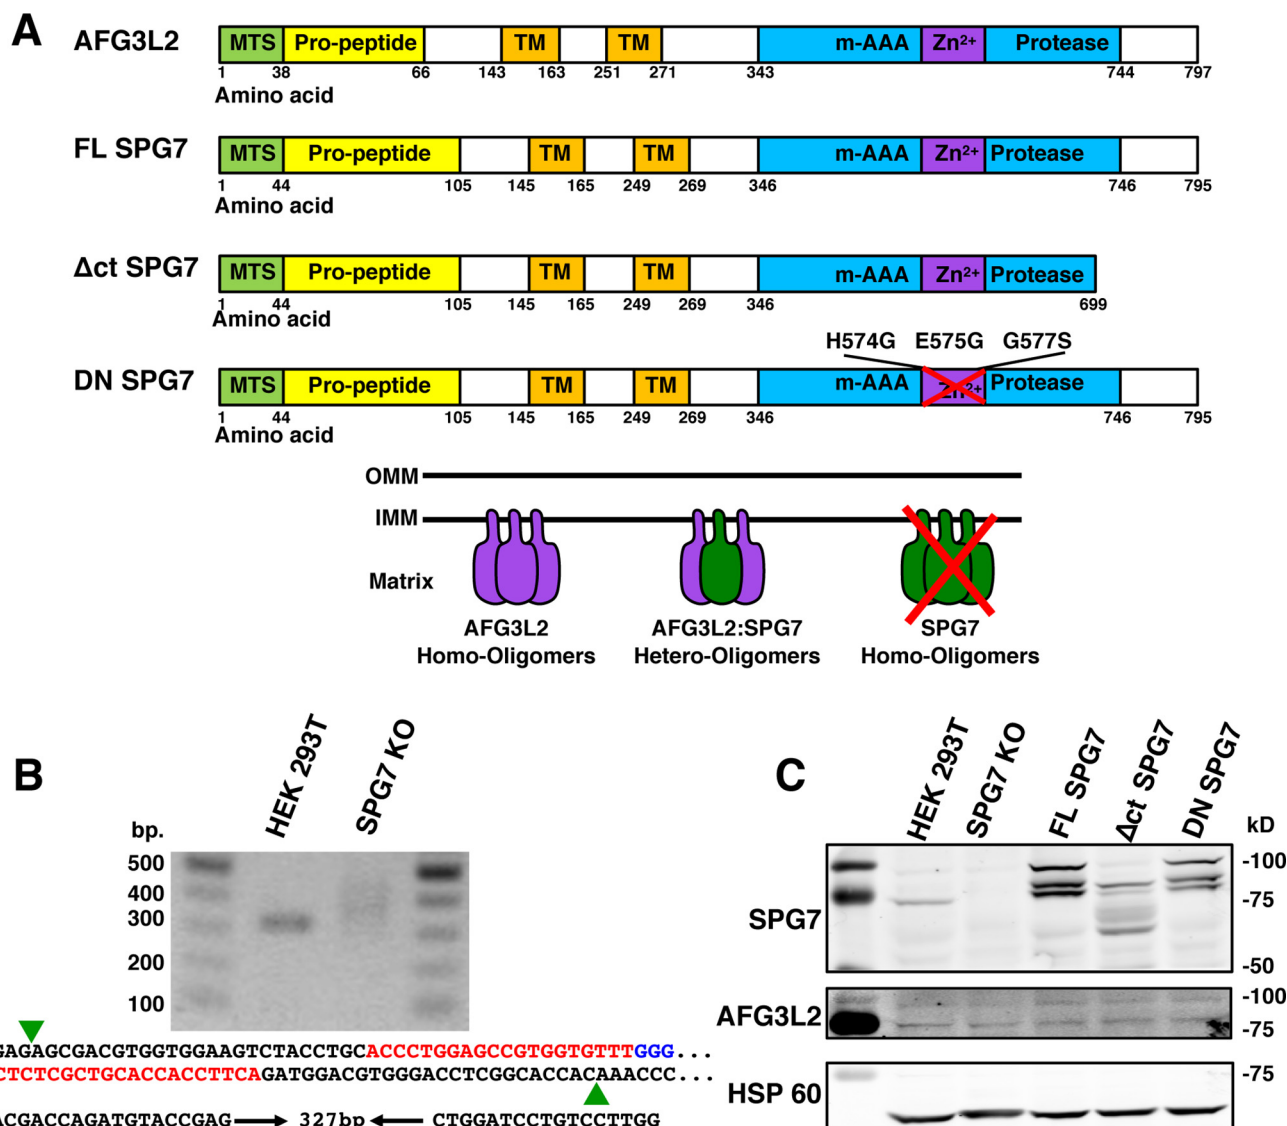 A
AFG3L2
MTS Pro-peptide TM TM m-AAA Zn²⁺ Protease
1 38 66 143 163 251 271 343 744 797
Amino acid
FL SPG7
MTS Pro-peptide TM TM m-AAA Zn²⁺ Protease
1 44 105 145 165 249 269 346 746 795
Amino acid
Δct SPG7
MTS Pro-peptide TM TM m-AAA Zn²⁺ Protease
1 44 105 145 165 249 269 346 699
Amino acid
H574G E575G G577S
DN SPG7
MTS Pro-peptide TM TM m-AAA Zn²⁺ Protease
1 44 105 145 165 249 269 346 746 795
Amino acid
OMM
IMM
Matrix
AFG3L2 Homo-Oligomers
AFG3L2:SPG7 Hetero-Oligomers
SPG7 Homo-Oligomers
B
HEK 293T
SPG7 KO
bp.
500
400
300
200
100
GAGAGCGACGTGGTGGAAGTCTACCTGCACCCTGGAGCCGTGGTGTTTGGG...
CTCTCGCTGCACCACCTTCAGATGGACGTGGGACCTCGGCACCACAAACCC...
ACGACCAGATGTACCGAG → 327bp ← CTGGATCCTGTCCTTGG
C
HEK 293T
SPG7 KO
FL SPG7
Δct SPG7
DN SPG7
kD
SPG7
-100
-75
-50
AFG3L2
-100
-75
HSP 60
-75